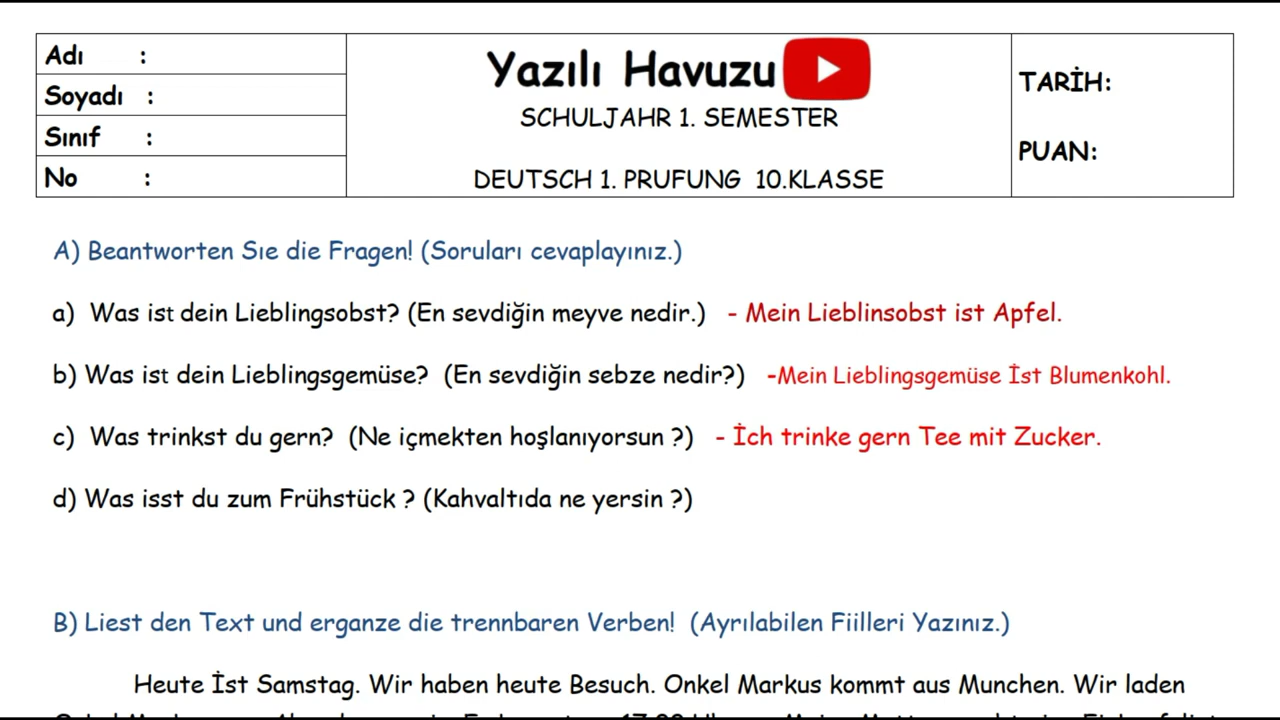 Adı :
Soyadı :
Sınıf :
No :
Yazılı Havuzu
SCHULJAHR 1. SEMESTER
DEUTSCH 1. PRUFUNG 10.KLASSE
TARİH:
PUAN:
A) Beantworten Sıe die Fragen! (Soruları cevaplayınız.)
a) Was ist dein Lieblingsobst? (En sevdiğin meyve nedir.) - Mein Lieblinsobst ist Apfel.
b) Was ist dein Lieblingsgemüse? (En sevdiğin sebze nedir?) -Mein Lieblingsgemüse İst Blumenkohl.
c) Was trinkst du gern? (Ne içmekten hoşlanıyorsun ?) - İch trinke gern Tee mit Zucker.
d) Was isst du zum Frühstück ? (Kahvaltıda ne yersin ?)
B) Liest den Text und erganze die trennbaren Verben! (Ayrılabilen Fiilleri Yazınız.)
Heute İst Samstag. Wir haben heute Besuch. Onkel Markus kommt aus Munchen. Wir laden